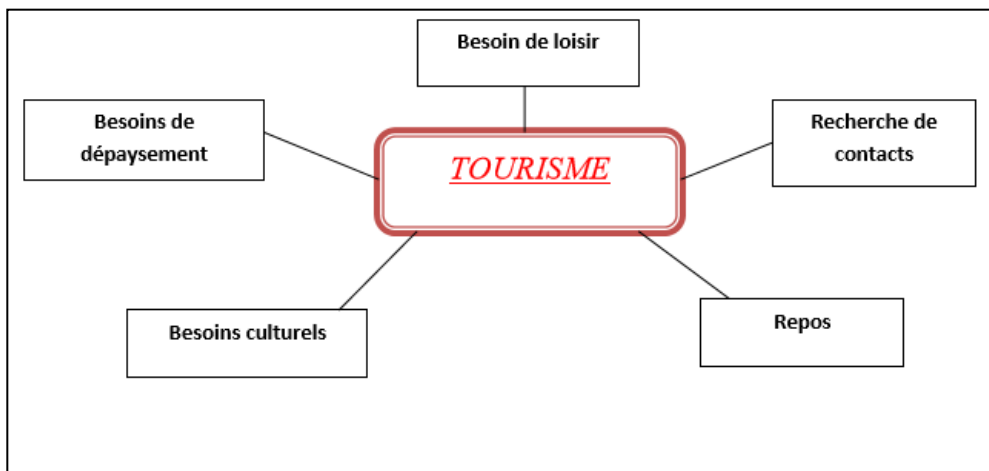 Besoin de loisir
Besoins de
dépaysement
Recherche de
contacts
TOURISME
Besoins culturels
Repos